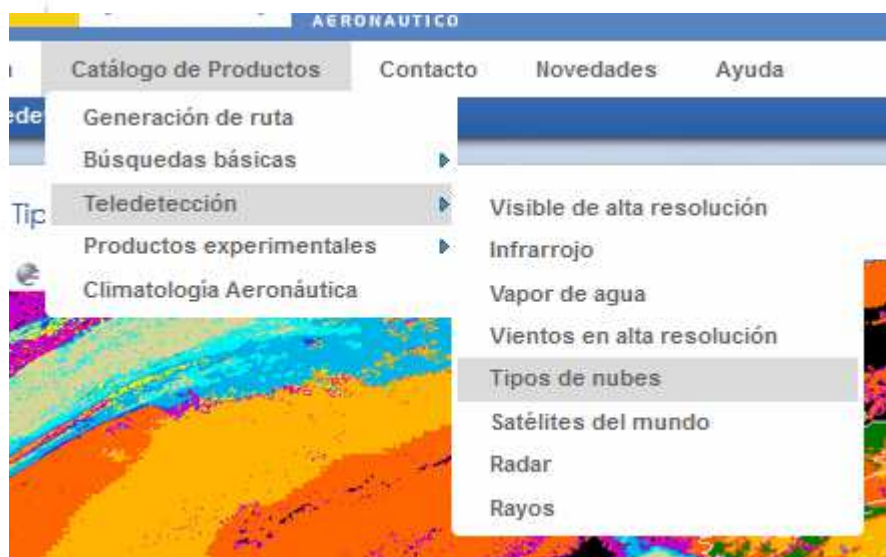 AERONAUTICO
Catálogo de Productos Contacto Novedades Ayuda
Generación de ruta
Búsquedas básicas
Teledetección
Productos experimentales
Climatología Aeronáutica
Visible de alta resolución
Infrarrojo
Vapor de agua
Vientos en alta resolución
Tipos de nubes
Satélites del mundo
Radar
Rayos